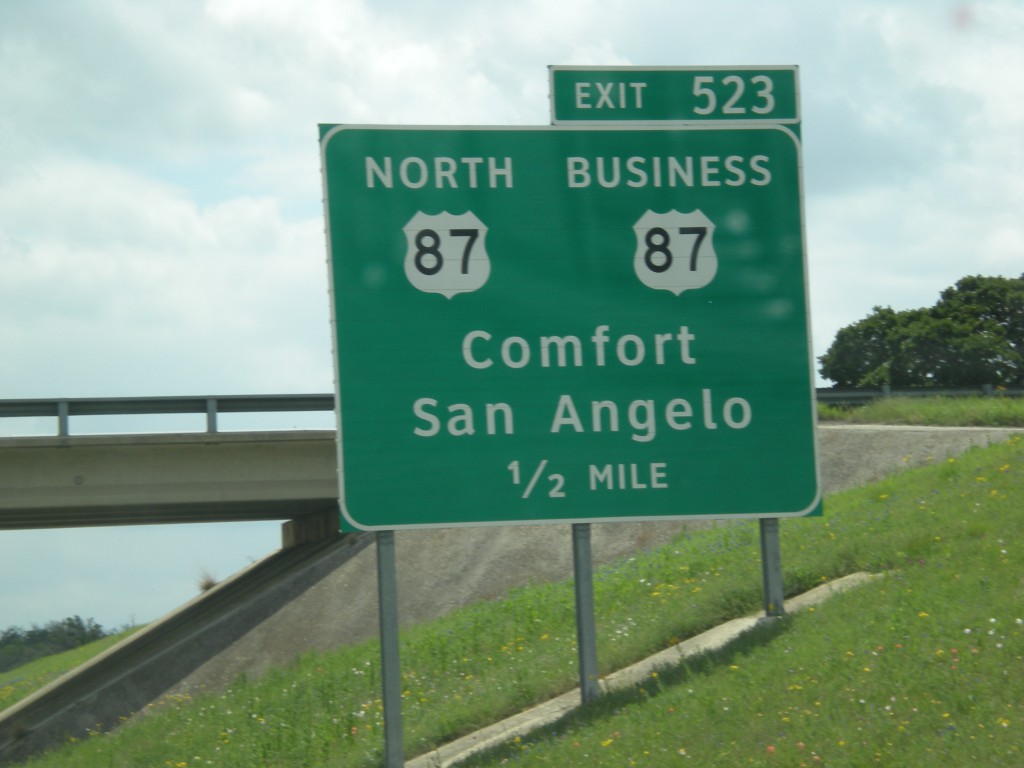 EXIT 523
NORTH BUSINESS
87 87
Comfort
San Angelo
1/2 MILE